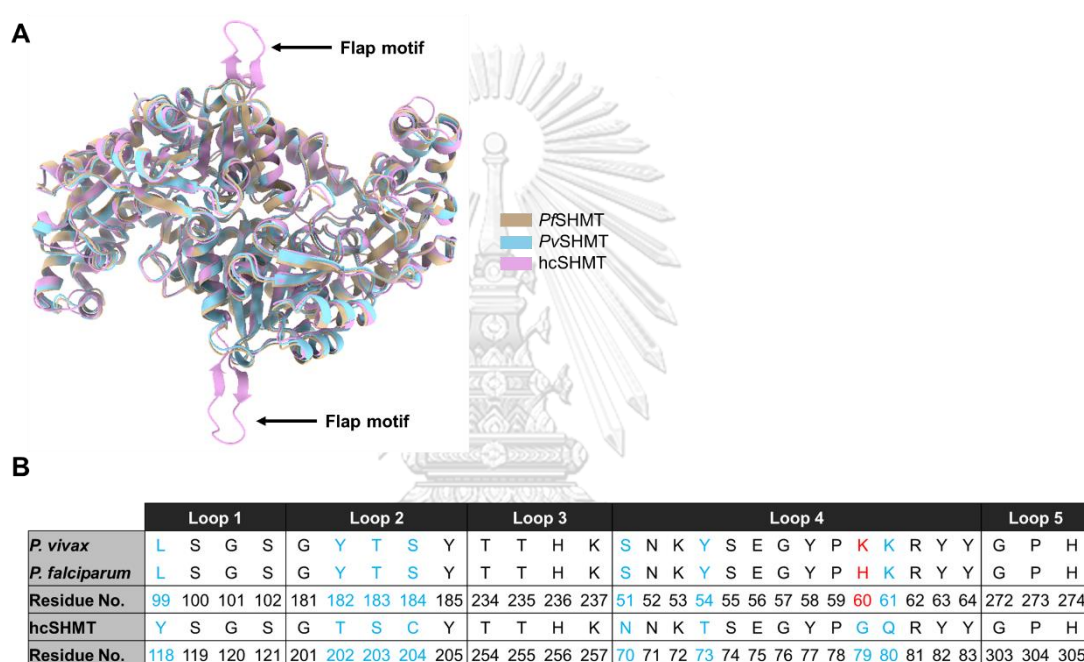 A
Flap motif
PfSHMT
PvSHMT
hcSHMT
Flap motif
B
Loop 1 Loop 2 Loop 3 Loop 4 Loop 5
P. vivax L S G S G Y T S Y T T H K S N K Y S E G Y P K K R Y Y G P H
P. falciparum L S G S G Y T S Y T T H K S N K Y S E G Y P H K R Y Y G P H
Residue No. 99 100 101 102 181 182 183 184 185 234 235 236 237 51 52 53 54 55 56 57 58 59 60 61 62 63 64 272 273 274
hcSHMT Y S G S G T S C Y T T H K N N K T S E G Y P G Q R Y Y G P H
Residue No. 118 119 120 121 201 202 203 204 205 254 255 256 257 70 71 72 73 74 75 76 77 78 79 80 81 82 83 303 304 305